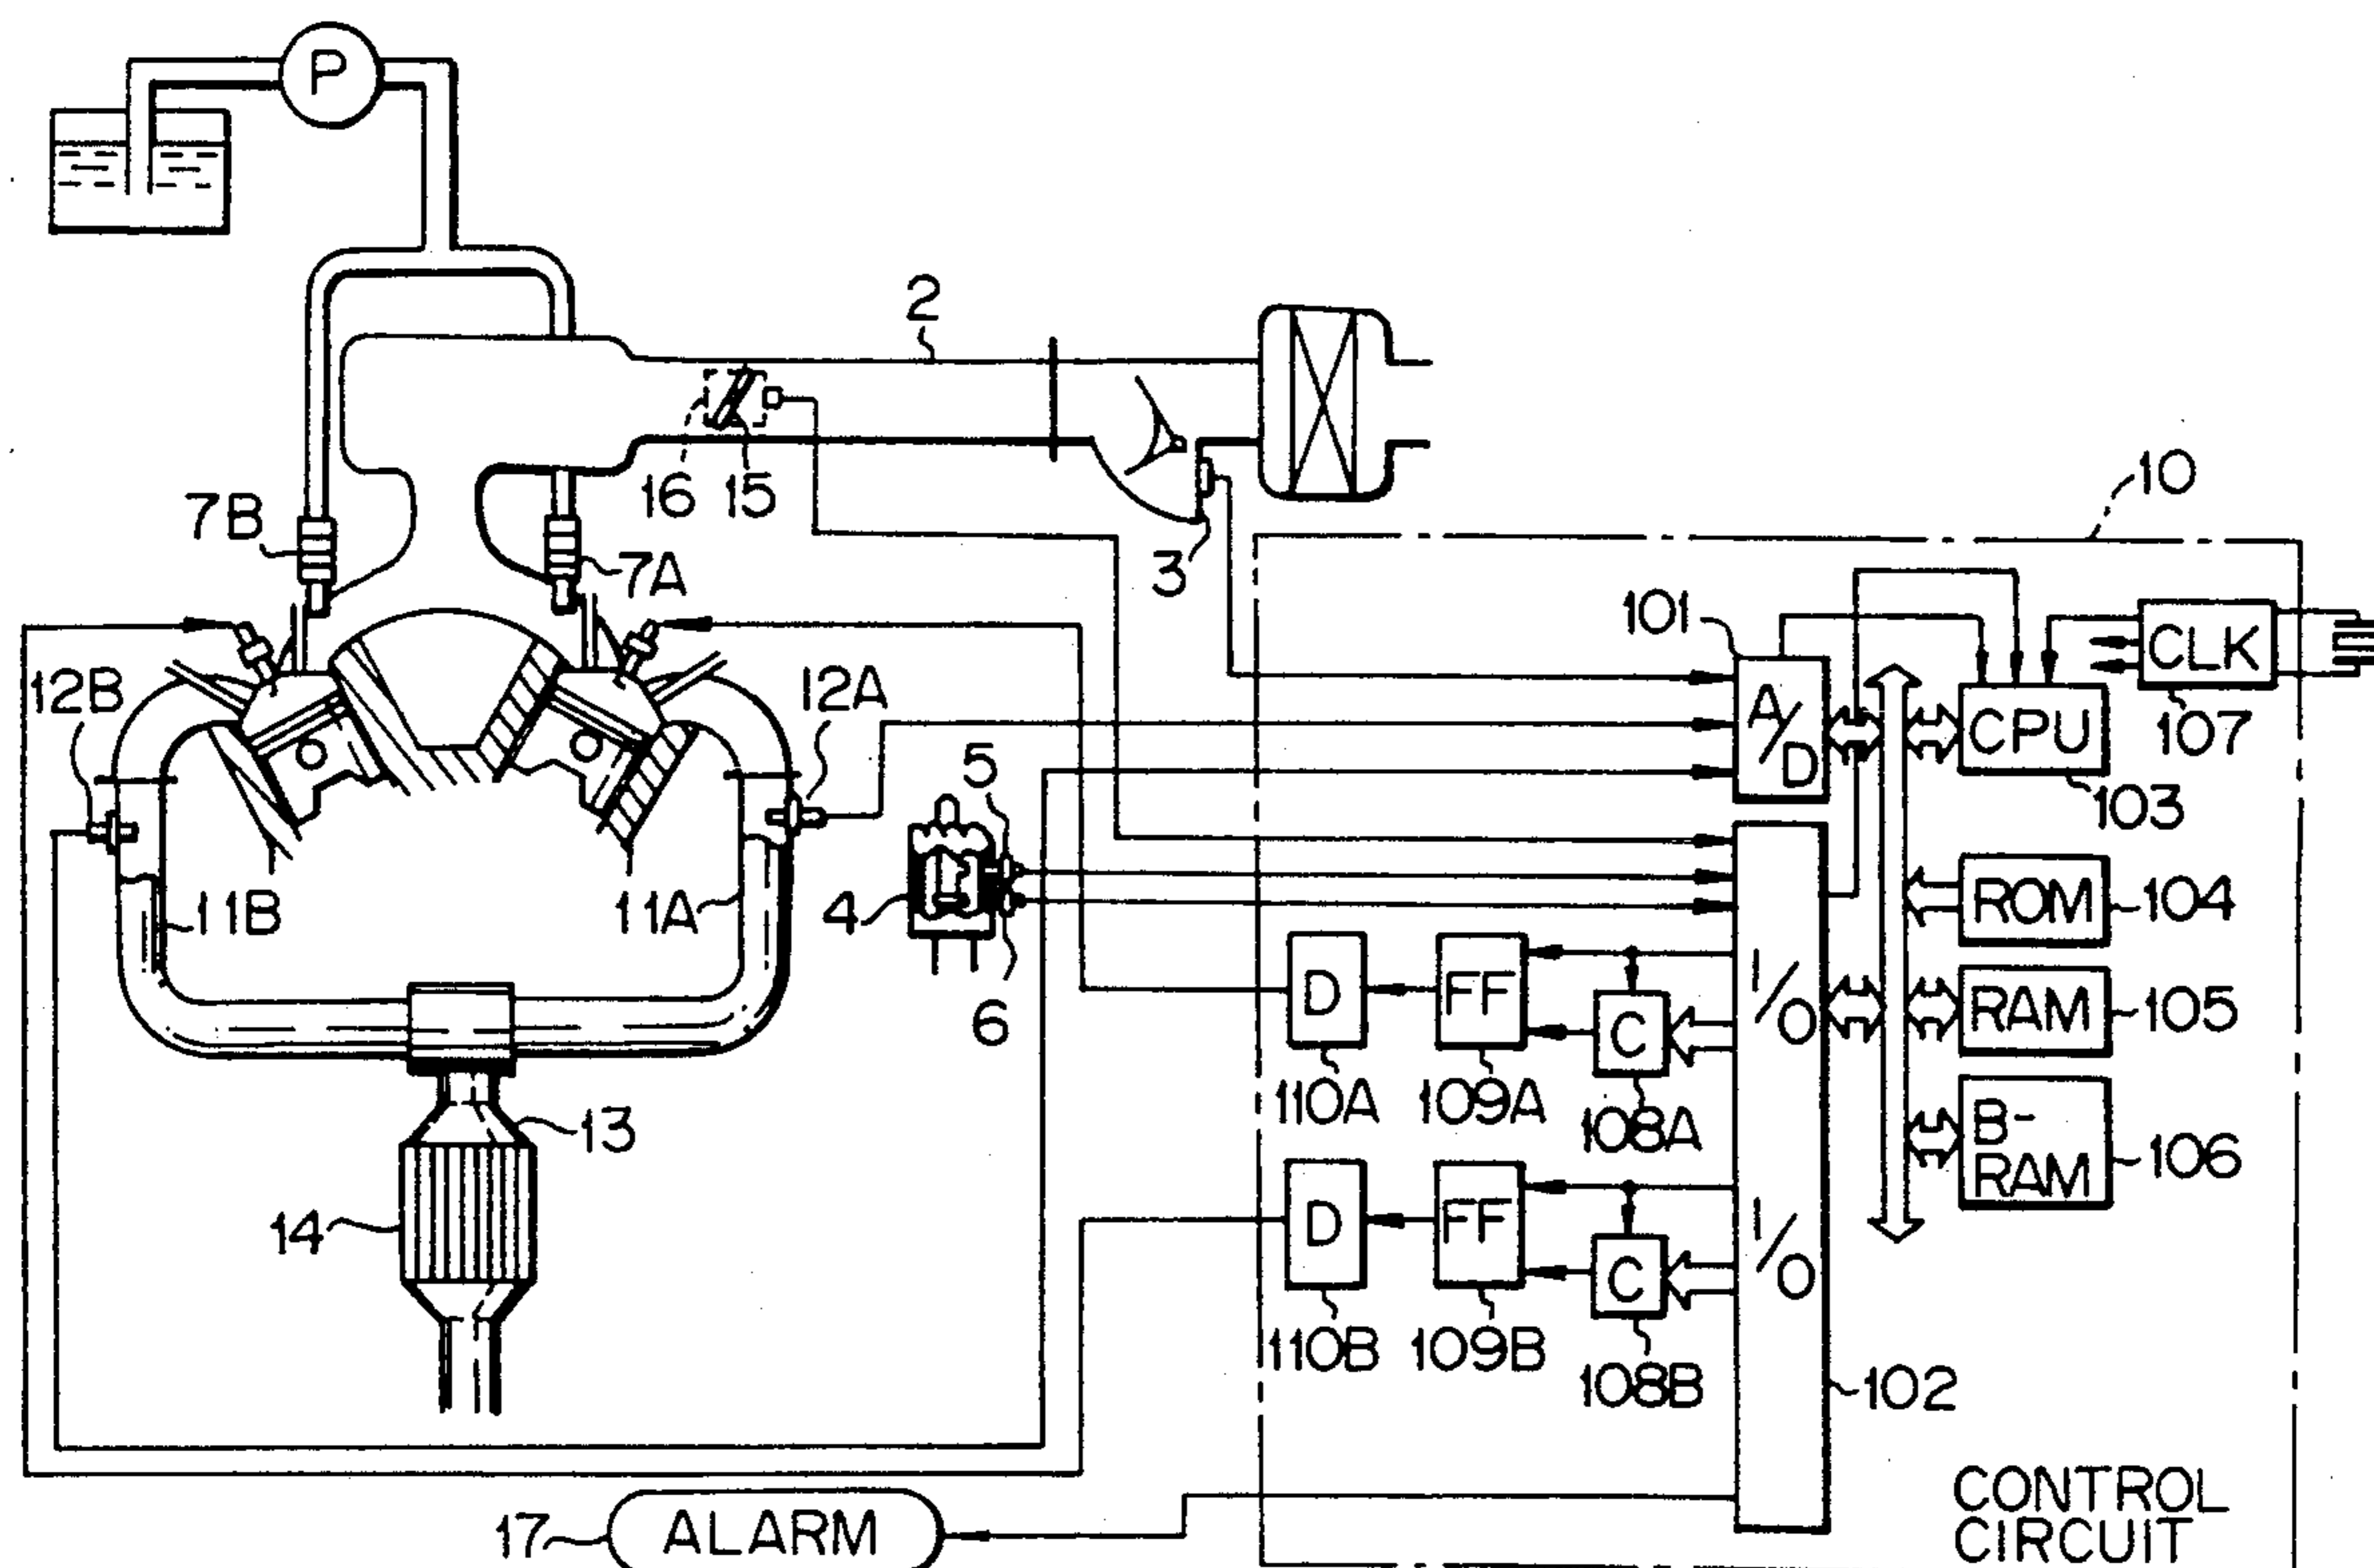 P
2
16 15
10
7B
7A
3
101
CLK
12B
12A
A/D
CPU
107
5
103
11B
11A
4
ROM
104
D
FF
I/O
6
C
RAM
105
110A
109A
108A
13
B-
RAM
106
14
D
FF
I/O
C
110B
109B
108B
102
17
ALARM
CONTROL
CIRCUIT